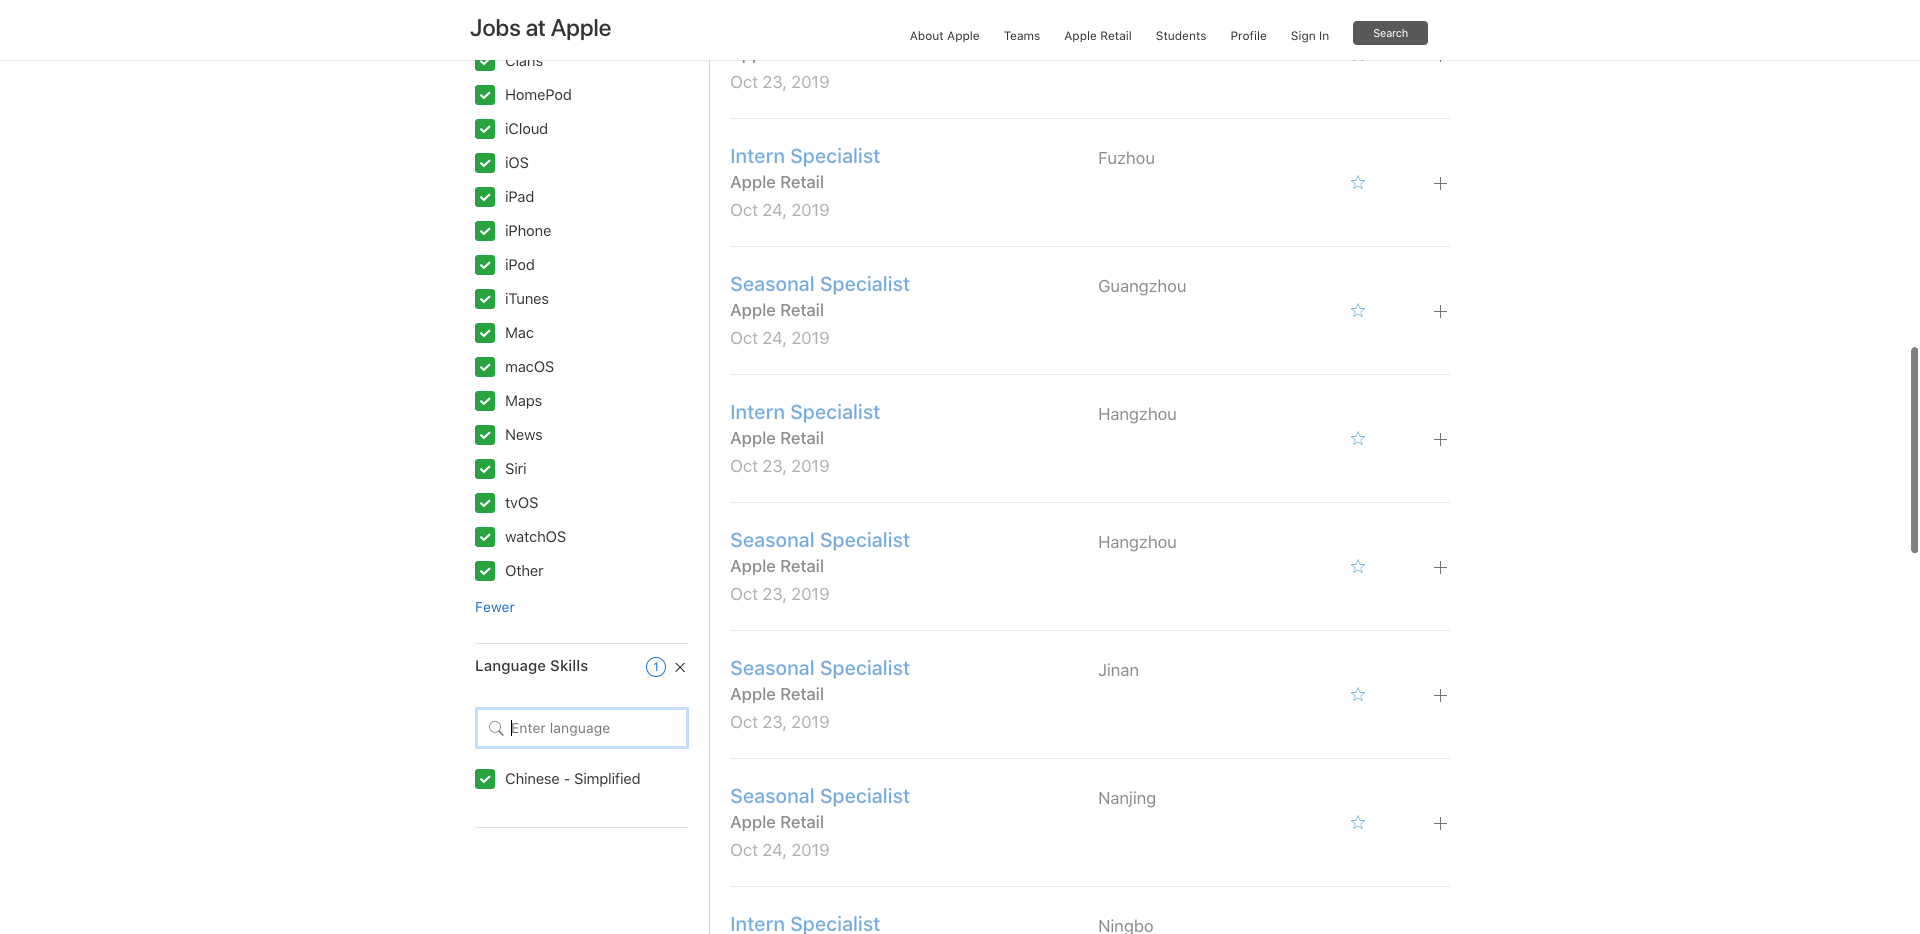 Jobs at Apple
About Apple
Teams
Apple Retail
Students
Profile
Sign In
Search
Claris
HomePod
iCloud
iOS
iPad
iPhone
iPod
iTunes
Mac
macOS
Maps
News
Siri
tvOS
watchOS
Other
Fewer
Language Skills
1
Enter language
Chinese - Simplified
Oct 23, 2019
Intern Specialist
Fuzhou
Apple Retail
Oct 24, 2019
Seasonal Specialist
Guangzhou
Apple Retail
Oct 24, 2019
Intern Specialist
Hangzhou
Apple Retail
Oct 23, 2019
Seasonal Specialist
Hangzhou
Apple Retail
Oct 23, 2019
Seasonal Specialist
Jinan
Apple Retail
Oct 23, 2019
Seasonal Specialist
Nanjing
Apple Retail
Oct 24, 2019
Intern Specialist
Ningbo